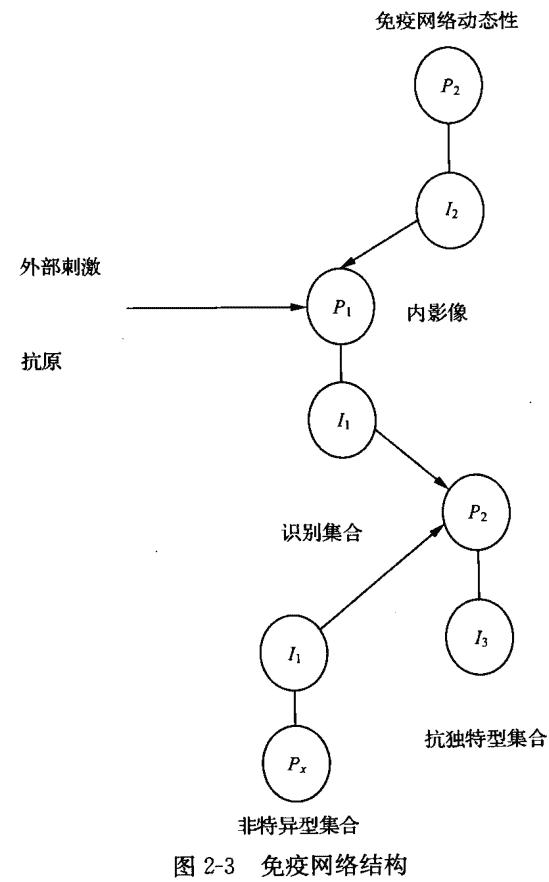 免疫网络动态性
P2
I2
外部刺激
P1
内影像
抗原
I1
P2
识别集合
I1
I3
抗独特型集合
Px
非特异型集合
图 2-3 免疫网络结构